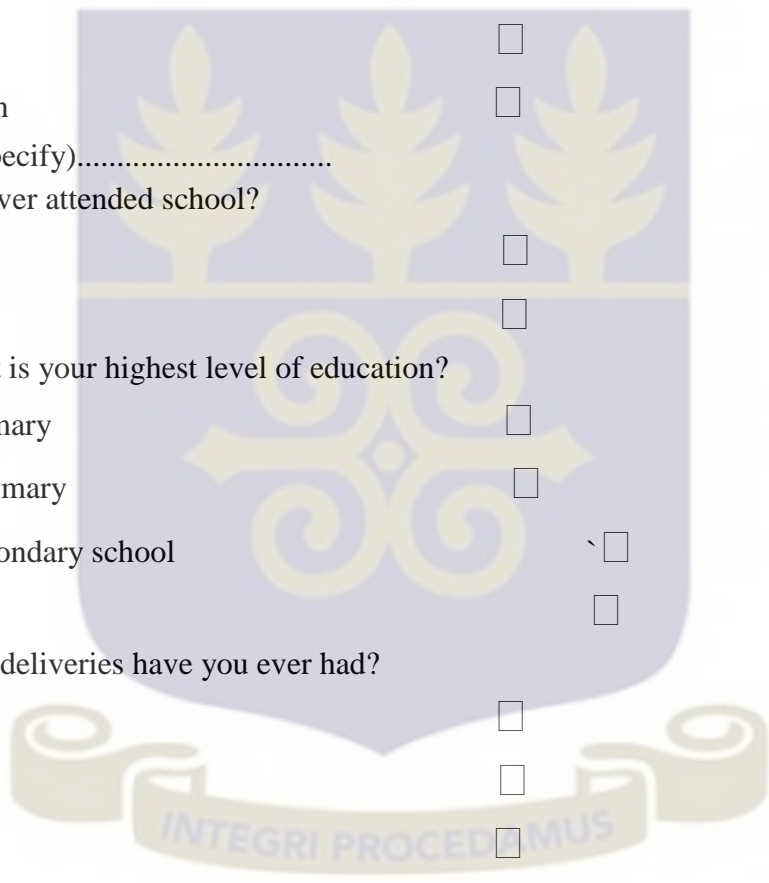 □
n □
pecify)................................
ver attended school?
□
□
t is your highest level of education?
mary □
mary □
ondary school ` □
□
deliveries have you ever had?
□
□
□
INTEGRI PROCEDAMUS